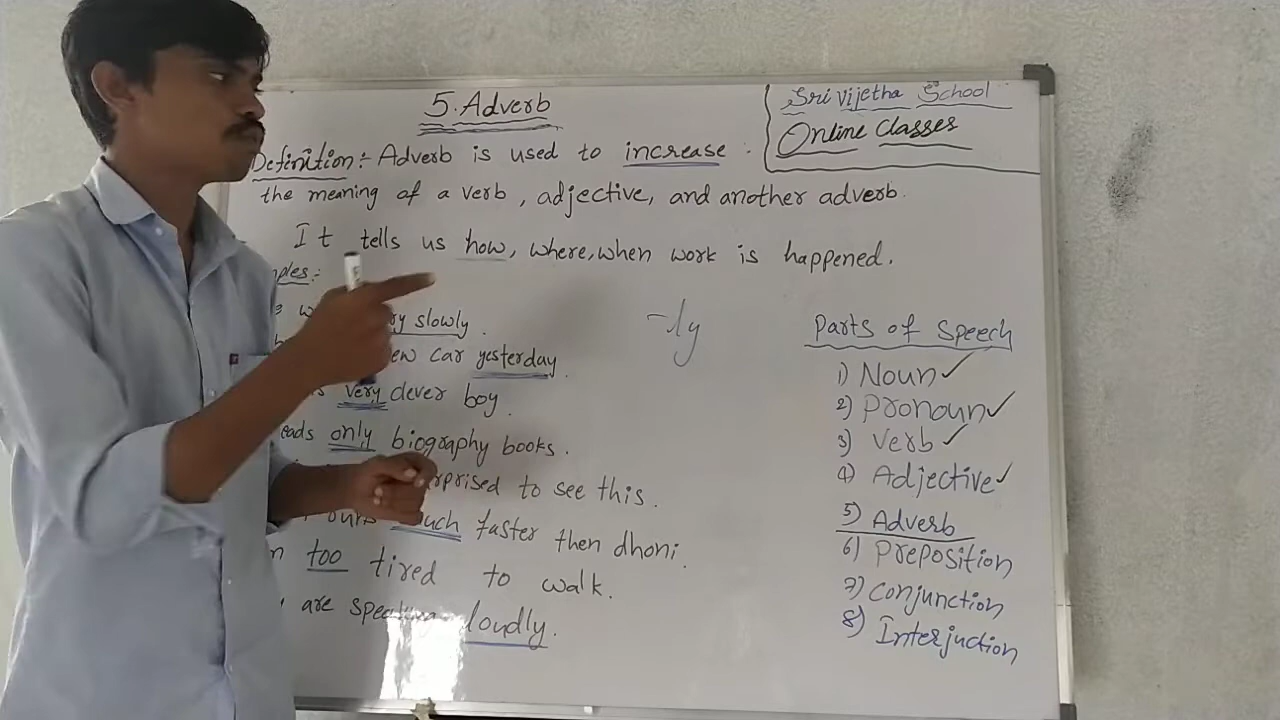 5. Adverb
Sri Vijetha School
Online Classes
Definition:- Adverb is used to increase
the meaning of a verb, adjective, and another adverb.
It tells us how, where, when work is happened.
slowly.
car yesterday.
very clever boy.
only biography books.
to see this.
faster then dhoni.
too tired to walk.
are speaking loudly.
-ly
Parts of Speech
1) Noun ✓
2) Pronoun ✓
3) Verb ✓
4) Adjective ✓
5) Adverb
6) Preposition
7) Conjunction
8) Interjuction